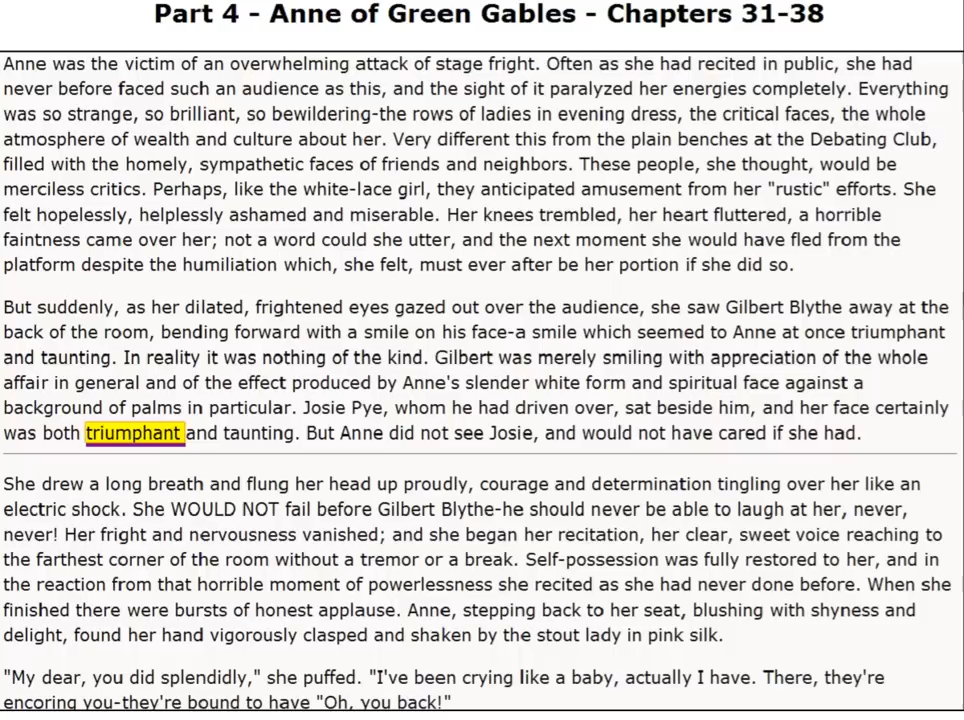 Part 4 - Anne of Green Gables - Chapters 31-38
Anne was the victim of an overwhelming attack of stage fright. Often as she had recited in public, she had
never before faced such an audience as this, and the sight of it paralyzed her energies completely. Everything
was so strange, so brilliant, so bewildering-the rows of ladies in evening dress, the critical faces, the whole
atmosphere of wealth and culture about her. Very different this from the plain benches at the Debating Club,
filled with the homely, sympathetic faces of friends and neighbors. These people, she thought, would be
merciless critics. Perhaps, like the white-lace girl, they anticipated amusement from her "rustic" efforts. She
felt hopelessly, helplessly ashamed and miserable. Her knees trembled, her heart fluttered, a horrible
faintness came over her; not a word could she utter, and the next moment she would have fled from the
platform despite the humiliation which, she felt, must ever after be her portion if she did so.
But suddenly, as her dilated, frightened eyes gazed out over the audience, she saw Gilbert Blythe away at the
back of the room, bending forward with a smile on his face-a smile which seemed to Anne at once triumphant
and taunting. In reality it was nothing of the kind. Gilbert was merely smiling with appreciation of the whole
affair in general and of the effect produced by Anne's slender white form and spiritual face against a
background of palms in particular. Josie Pye, whom he had driven over, sat beside him, and her face certainly
was both triumphant and taunting. But Anne did not see Josie, and would not have cared if she had.
She drew a long breath and flung her head up proudly, courage and determination tingling over her like an
electric shock. She WOULD NOT fail before Gilbert Blythe-he should never be able to laugh at her, never,
never! Her fright and nervousness vanished; and she began her recitation, her clear, sweet voice reaching to
the farthest corner of the room without a tremor or a break. Self-possession was fully restored to her, and in
the reaction from that horrible moment of powerlessness she recited as she had never done before. When she
finished there were bursts of honest applause. Anne, stepping back to her seat, blushing with shyness and
delight, found her hand vigorously clasped and shaken by the stout lady in pink silk.
"My dear, you did splendidly," she puffed. "I've been crying like a baby, actually I have. There, they're
encoring you-they're bound to have "Oh, you back!"